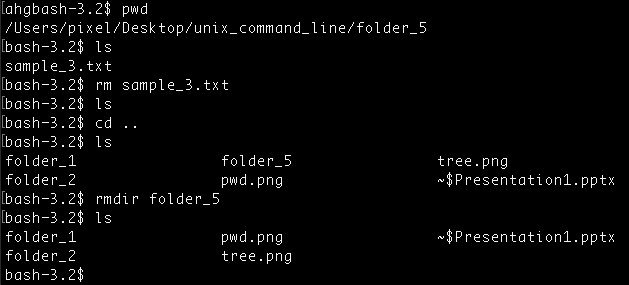 [ahgbash-3.2$ pwd
/Users/pixel/Desktop/unix_command_line/folder_5
[bash-3.2$ ls
sample_3.txt
[bash-3.2$ rm sample_3.txt
[bash-3.2$ ls
[bash-3.2$ cd ..
[bash-3.2$ ls
folder_1 folder_5 tree.png
folder_2 pwd.png ~$Presentation1.pptx
[bash-3.2$ rmdir folder_5
[bash-3.2$ ls
folder_1 pwd.png ~$Presentation1.pptx
folder_2 tree.png
bash-3.2$